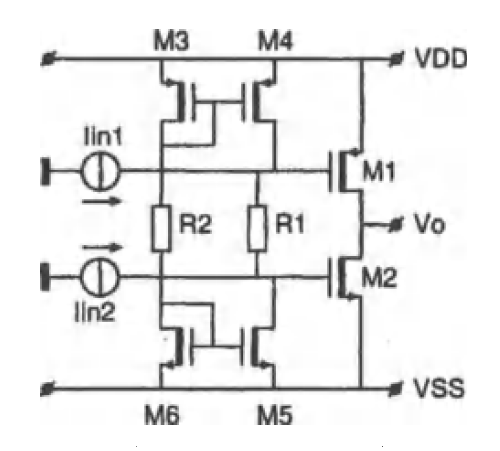 M3 M4
VDD
Iin1
M1
R2 R1 Vo
M2
Iin2
VSS
M6 M5